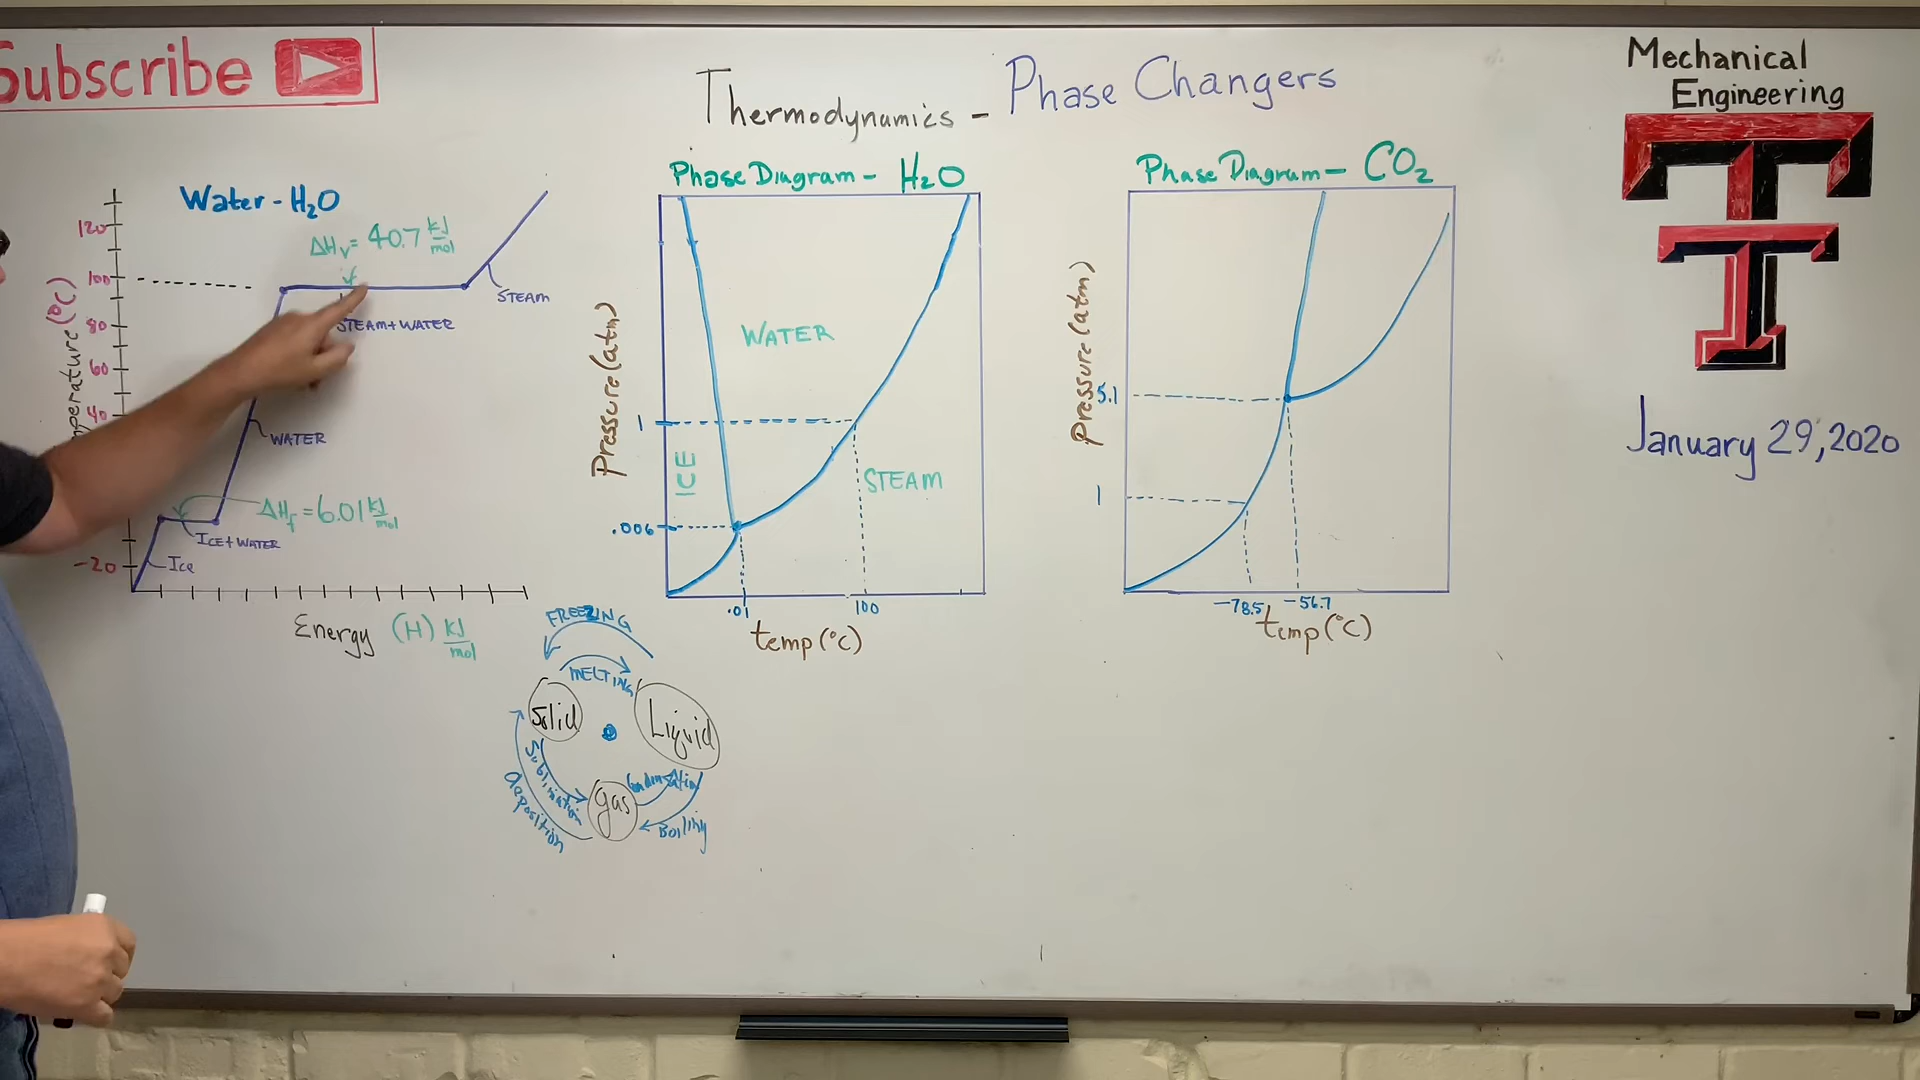 Subscribe
Thermodynamics - Phase Changers
Mechanical
Engineering
January 29, 2020
Water - H₂O
ΔHᵥ = 40.7 kJ/mol
120
100
80
60
40
-20
(°C)
STEAM
STEAM + WATER
WATER
ΔH_f = 6.01 kJ/mol
ICE + WATER
Ice
Energy (H) kJ/mol
Phase Diagram - H₂O
Pressure (atm)
WATER
ICE
STEAM
1
.006
.01
100
temp (°C)
Phase Diagram - CO₂
Pressure (atm)
5.1
1
-78.5
-56.7
temp (°C)
FREEZING
MELTING
Solid
Liquid
gas
Sublimation
deposition
Condensation
Boiling